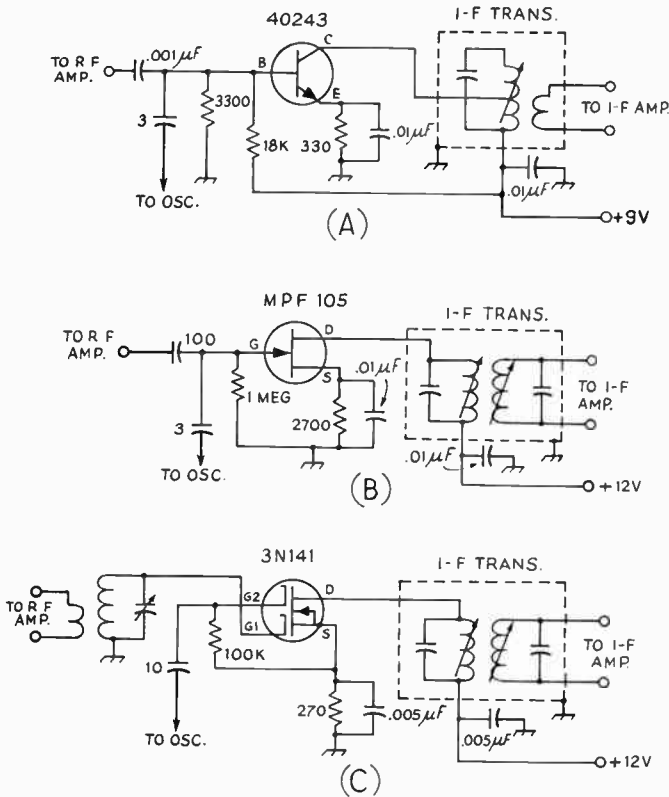 40243
I-F TRANS.
TO R F
AMP.
.001µF
B
C
E
3
3300
18K
330
.01µF
TO I-F AMP.
.01µF
TO OSC.
(A)
+9V
MPF 105
I-F TRANS.
TO R F
AMP.
100
G
D
S
.01µF
1 MEG
2700
3
TO OSC.
TO I-F
AMP.
.01µF
(B)
+12V
3N141
I-F TRANS.
TO R F
AMP.
G2
G1
D
S
100K
10
270
.005µF
TO OSC.
TO I-F
AMP.
.005µF
+12V
(C)